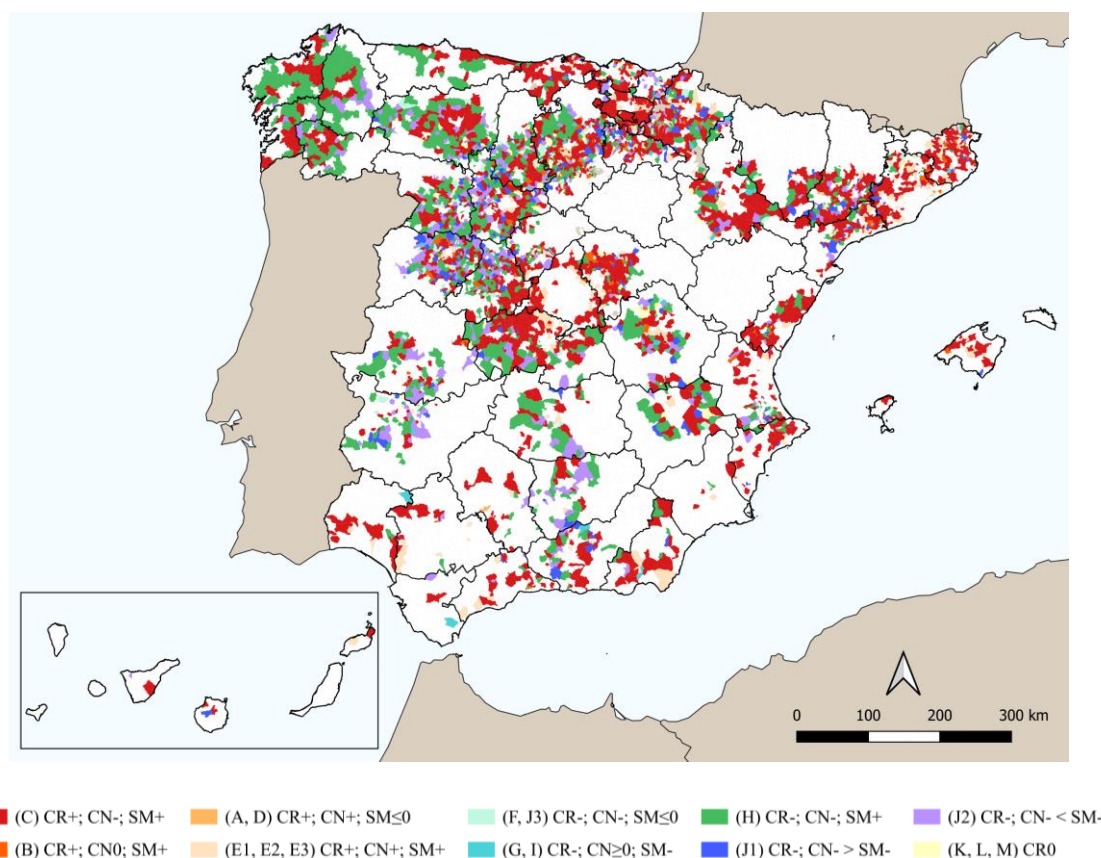 0 100 200 300 km
(C) CR+; CN-; SM+ (A, D) CR+; CN+; SM≤0 (F, J3) CR-; CN-; SM≤0 (H) CR-; CN-; SM+ (J2) CR-; CN- < SM-
(B) CR+; CN0; SM+ (E1, E2, E3) CR+; CN+; SM+ (G, I) CR-; CN≥0; SM- (J1) CR-; CN- > SM- (K, L, M) CR0